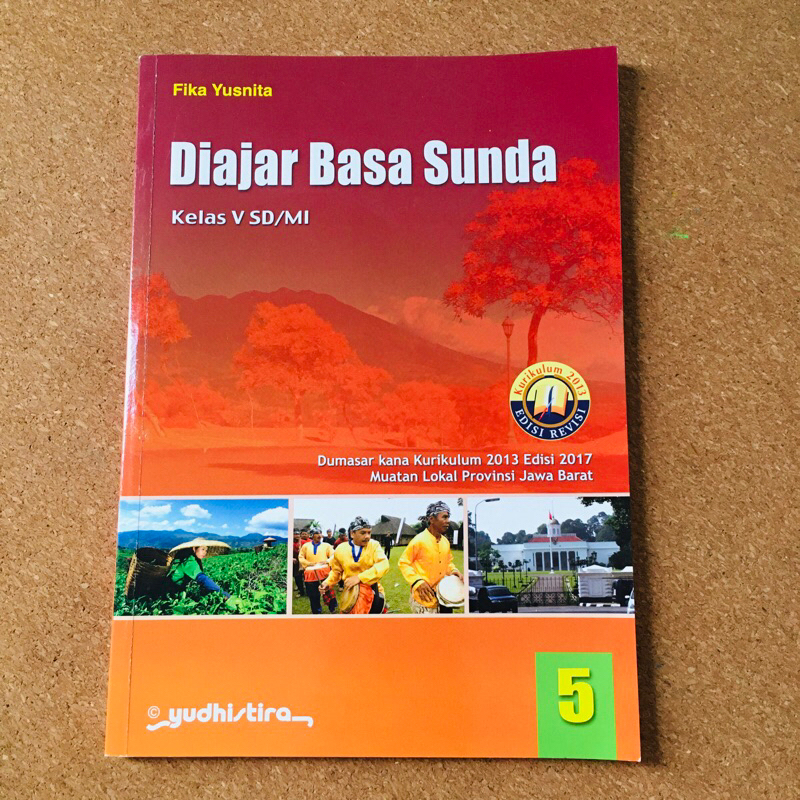 Fika Yusnita
Diajar Basa Sunda
Kelas V SD/MI
Kurikulum 2013
EDISI REVISI
Dumasar kana Kurikulum 2013 Edisi 2017
Muatan Lokal Provinsi Jawa Barat
© yudhistira
5